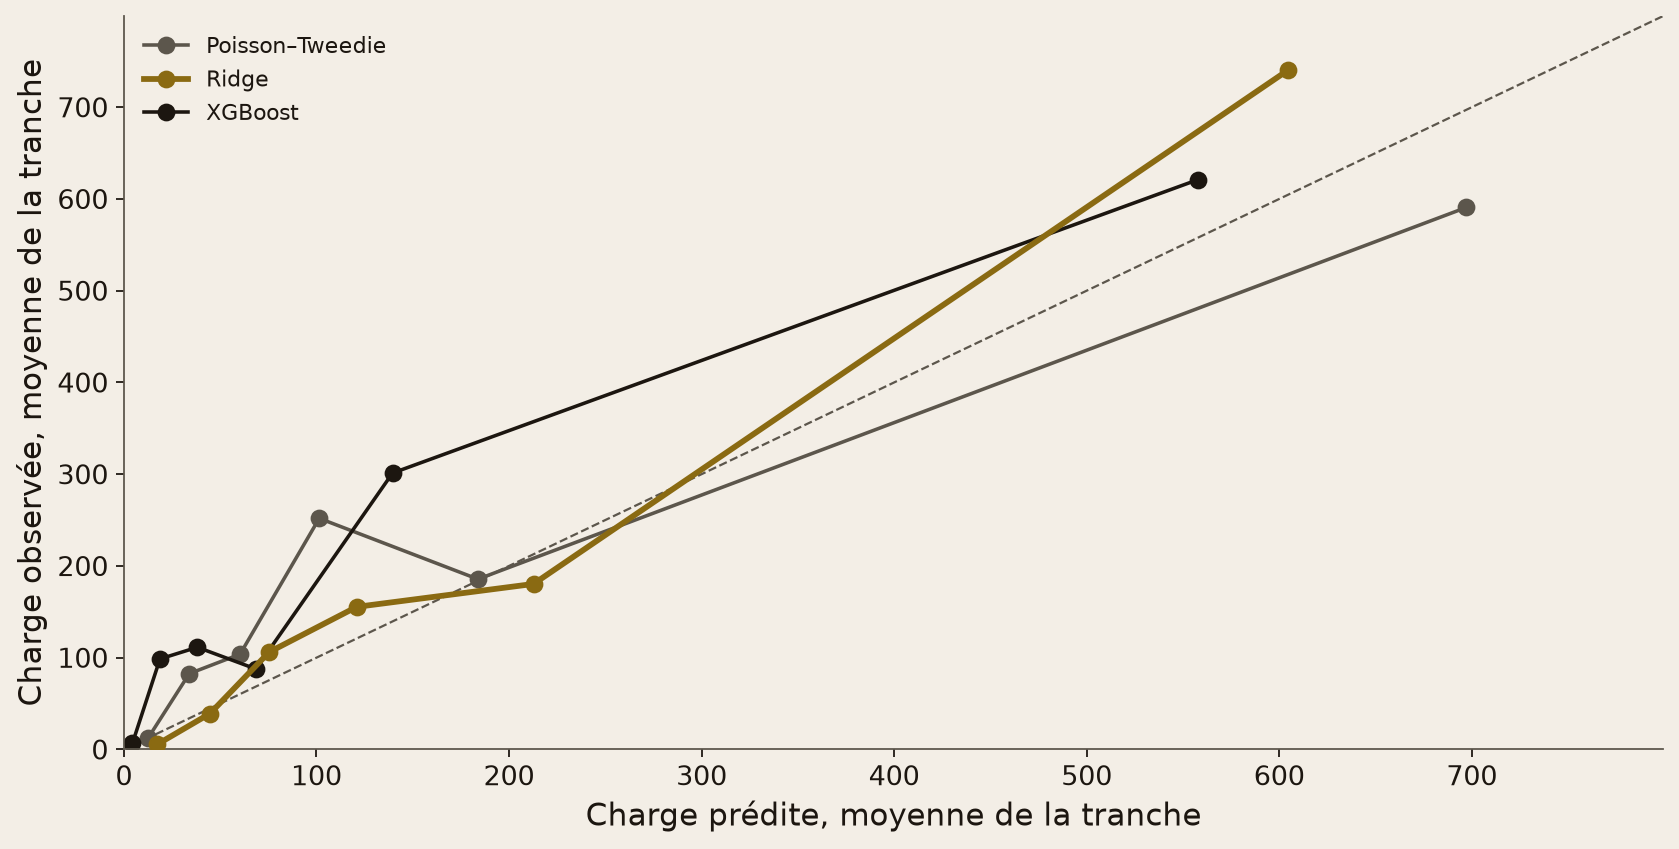 Poisson–Tweedie
Ridge
XGBoost
Charge observée, moyenne de la tranche
700
600
500
400
300
200
100
0
0 100 200 300 400 500 600 700
Charge prédite, moyenne de la tranche